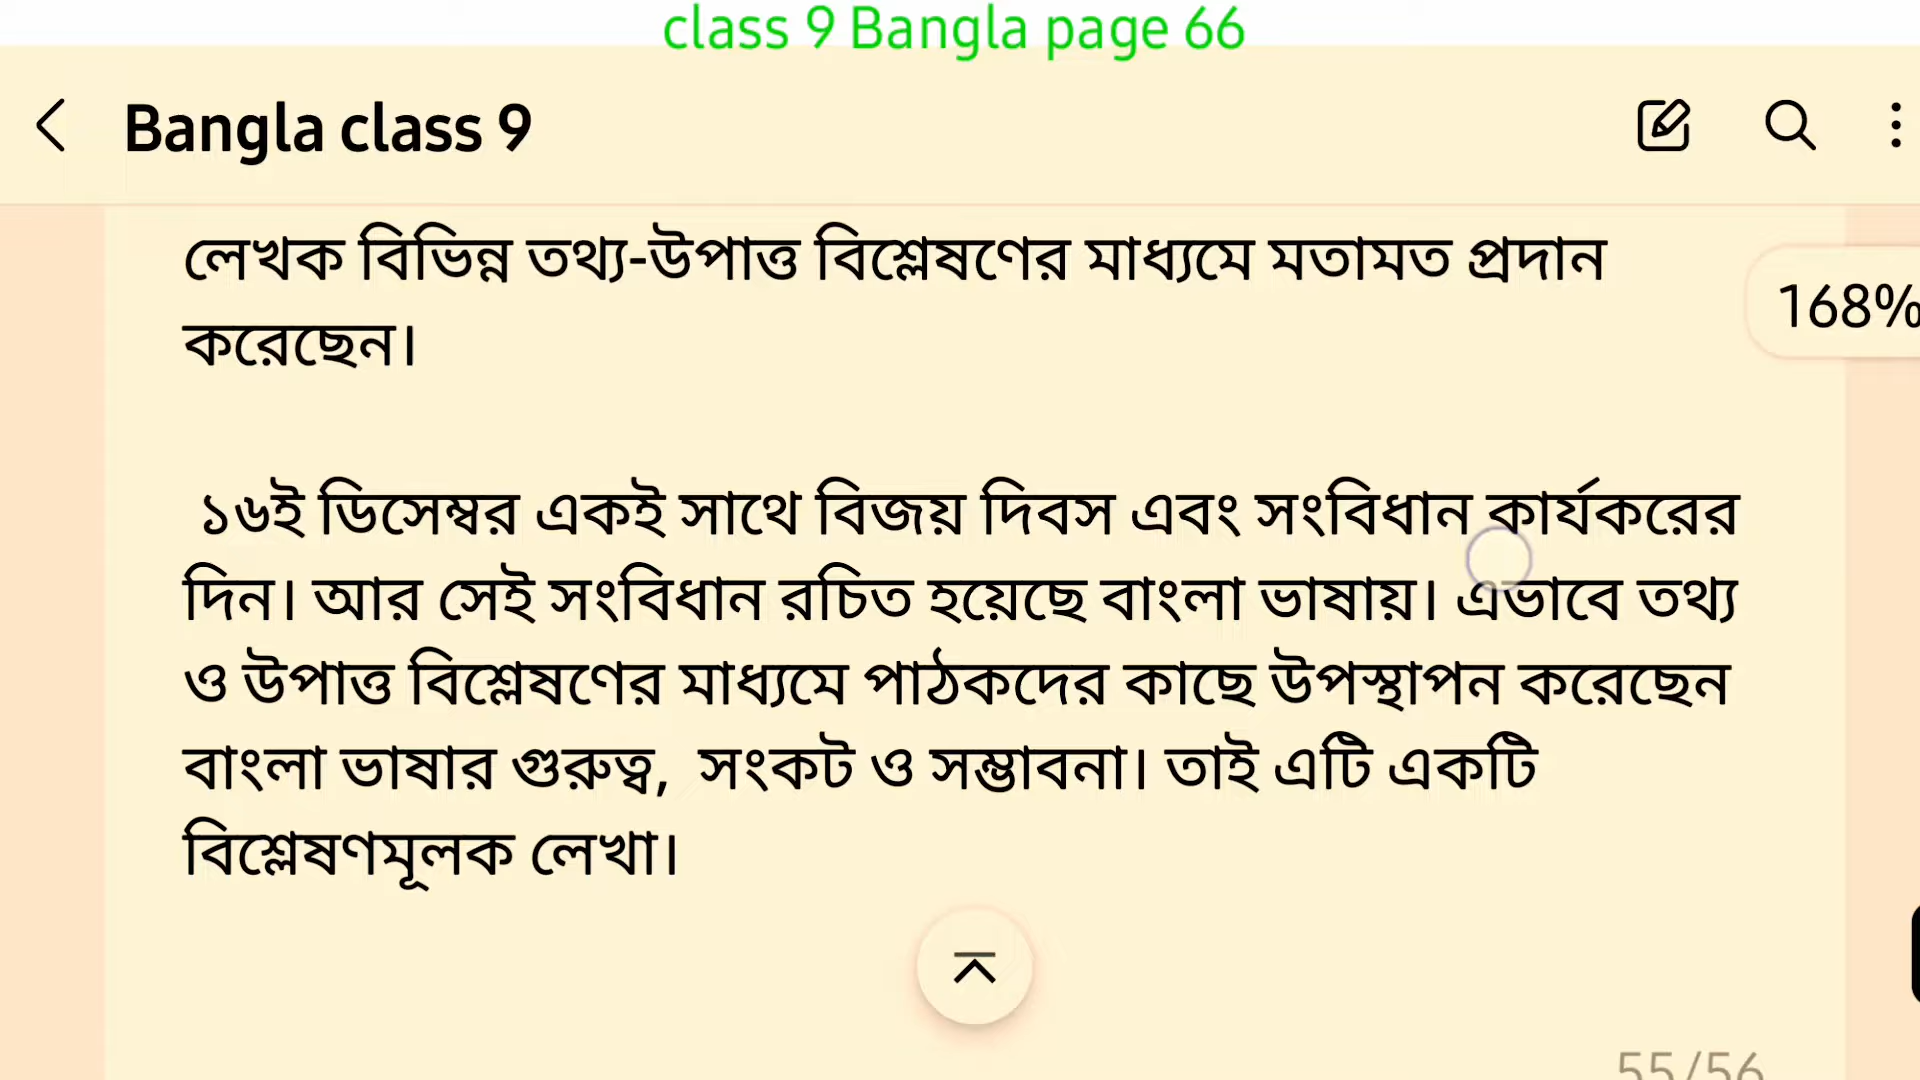 class 9 Bangla page 66
Bangla class 9
লেখক বিভিন্ন তথ্য-উপাত্ত বিশ্লেষণের মাধ্যমে মতামত প্রদান
168%
করেছেন।
১৬ই ডিসেম্বর একই সাথে বিজয় দিবস এবং সংবিধান কার্যকরের
দিন। আর সেই সংবিধান রচিত হয়েছে বাংলা ভাষায়। এভাবে তথ্য
ও উপাত্ত বিশ্লেষণের মাধ্যমে পাঠকদের কাছে উপস্থাপন করেছেন
বাংলা ভাষার গুরুত্ব, সংকট ও সম্ভাবনা। তাই এটি একটি
বিশ্লেষণমূলক লেখা।
55/56